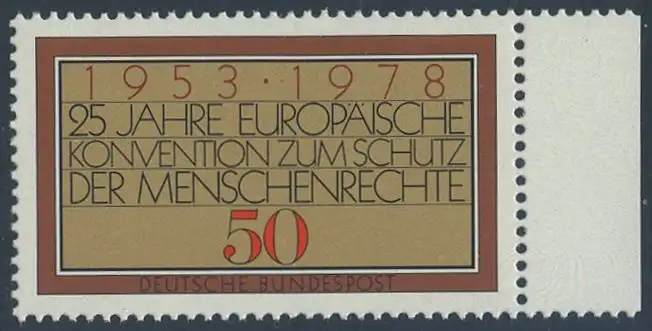 1953·1978
25 JAHRE EUROPÄISCHE
KONVENTION ZUM SCHUTZ
DER MENSCHENRECHTE
50
DEUTSCHE BUNDESPOST